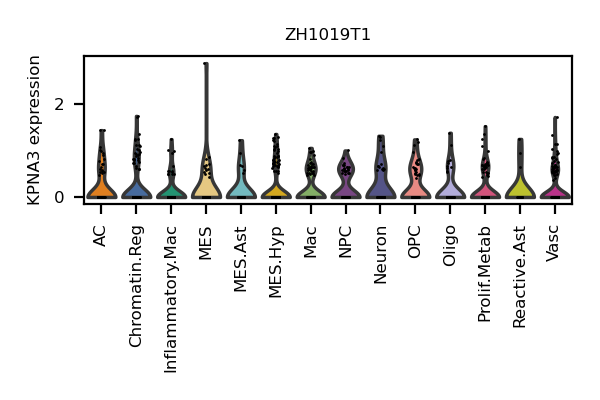 ZH1019T1
KPNA3 expression
2
0
AC
Chromatin.Reg
Inflammatory.Mac
MES
MES.Ast
MES.Hyp
Mac
NPC
Neuron
OPC
Oligo
Prolif.Metab
Reactive.Ast
Vasc